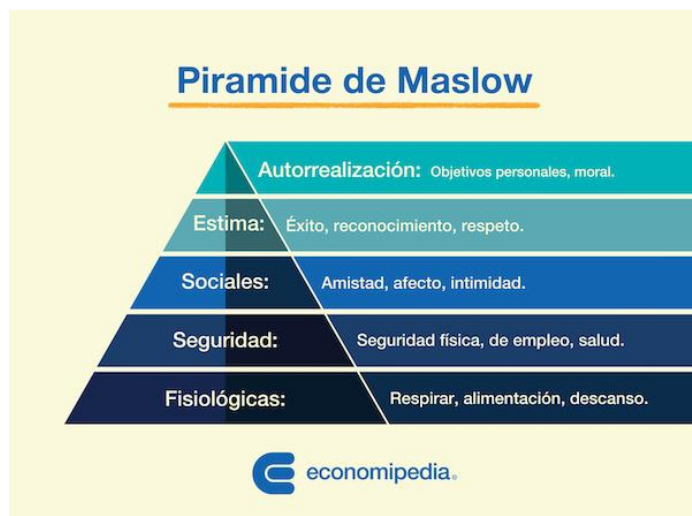 Piramide de Maslow
Autorrealización: Objetivos personales, moral.
Estima: Éxito, reconocimiento, respeto.
Sociales: Amistad, afecto, intimidad.
Seguridad: Seguridad física, de empleo, salud.
Fisiológicas: Respirar, alimentación, descanso.
economipedia®